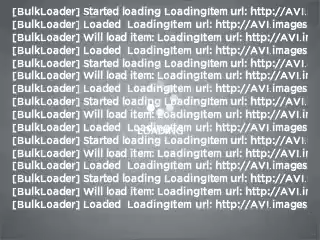 [BulkLoader] Started loading LoadingItem url: http://AVI.
[BulkLoader] Loaded LoadingItem url: http://AVI.images
[BulkLoader] Will load item: LoadingItem url: http://AVI.ir
[BulkLoader] Loaded LoadingItem url: http://AVI.images
[BulkLoader] Started loading LoadingItem url: http://AVI.
[BulkLoader] Will load item: LoadingItem url: http://AVI.ir
[BulkLoader] Loaded LoadingItem url: http://AVI.images
[BulkLoader] Started loading LoadingItem url: http://AVI.
[BulkLoader] Will load item: LoadingItem url: http://AVI.ir
[BulkLoader] Loaded LoadingItem url: http://AVI.images
LOADING
[BulkLoader] Started loading LoadingItem url: http://AVI.
[BulkLoader] Will load item: LoadingItem url: http://AVI.ir
[BulkLoader] Loaded LoadingItem url: http://AVI.images
[BulkLoader] Started loading LoadingItem url: http://AVI.
[BulkLoader] Will load item: LoadingItem url: http://AVI.ir
[BulkLoader] Loaded LoadingItem url: http://AVI.images